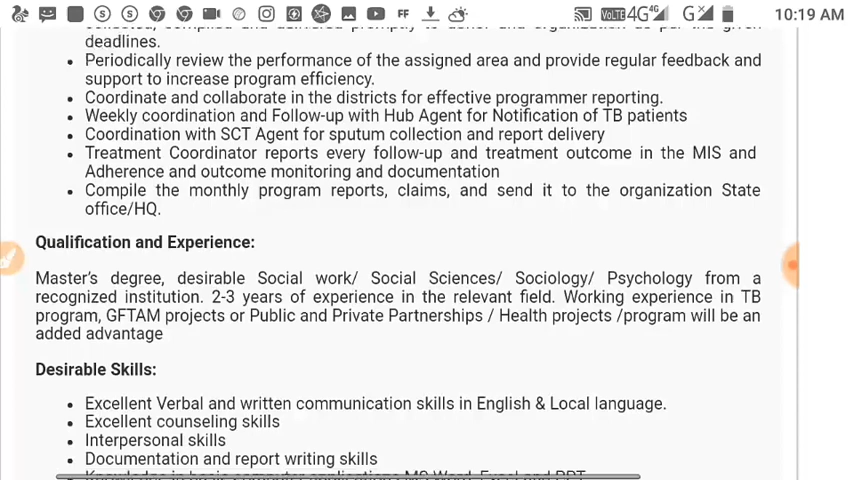 VoLTE 4G 4G G 10:19 AM
FF
deadlines.
• Periodically review the performance of the assigned area and provide regular feedback and
support to increase program efficiency.
• Coordinate and collaborate in the districts for effective programmer reporting.
• Weekly coordination and Follow-up with Hub Agent for Notification of TB patients
• Coordination with SCT Agent for sputum collection and report delivery
• Treatment Coordinator reports every follow-up and treatment outcome in the MIS and
Adherence and outcome monitoring and documentation
• Compile the monthly program reports, claims, and send it to the organization State
office/HQ.
Qualification and Experience:
Master's degree, desirable Social work/ Social Sciences/ Sociology/ Psychology from a
recognized institution. 2-3 years of experience in the relevant field. Working experience in TB
program, GFTAM projects or Public and Private Partnerships / Health projects /program will be an
added advantage
Desirable Skills:
• Excellent Verbal and written communication skills in English & Local language.
• Excellent counseling skills
• Interpersonal skills
• Documentation and report writing skills